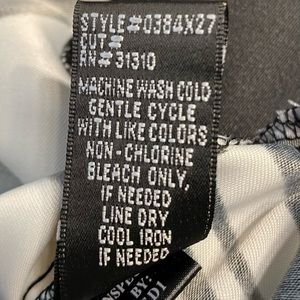 STYLE#0384X27
CUT#
RN#31310
MACHINE WASH COLD
GENTLE CYCLE
WITH LIKE COLORS
NON-CHLORINE
BLEACH ONLY,
IF NEEDED
LINE DRY
COOL IRON
IF NEEDED
BY: